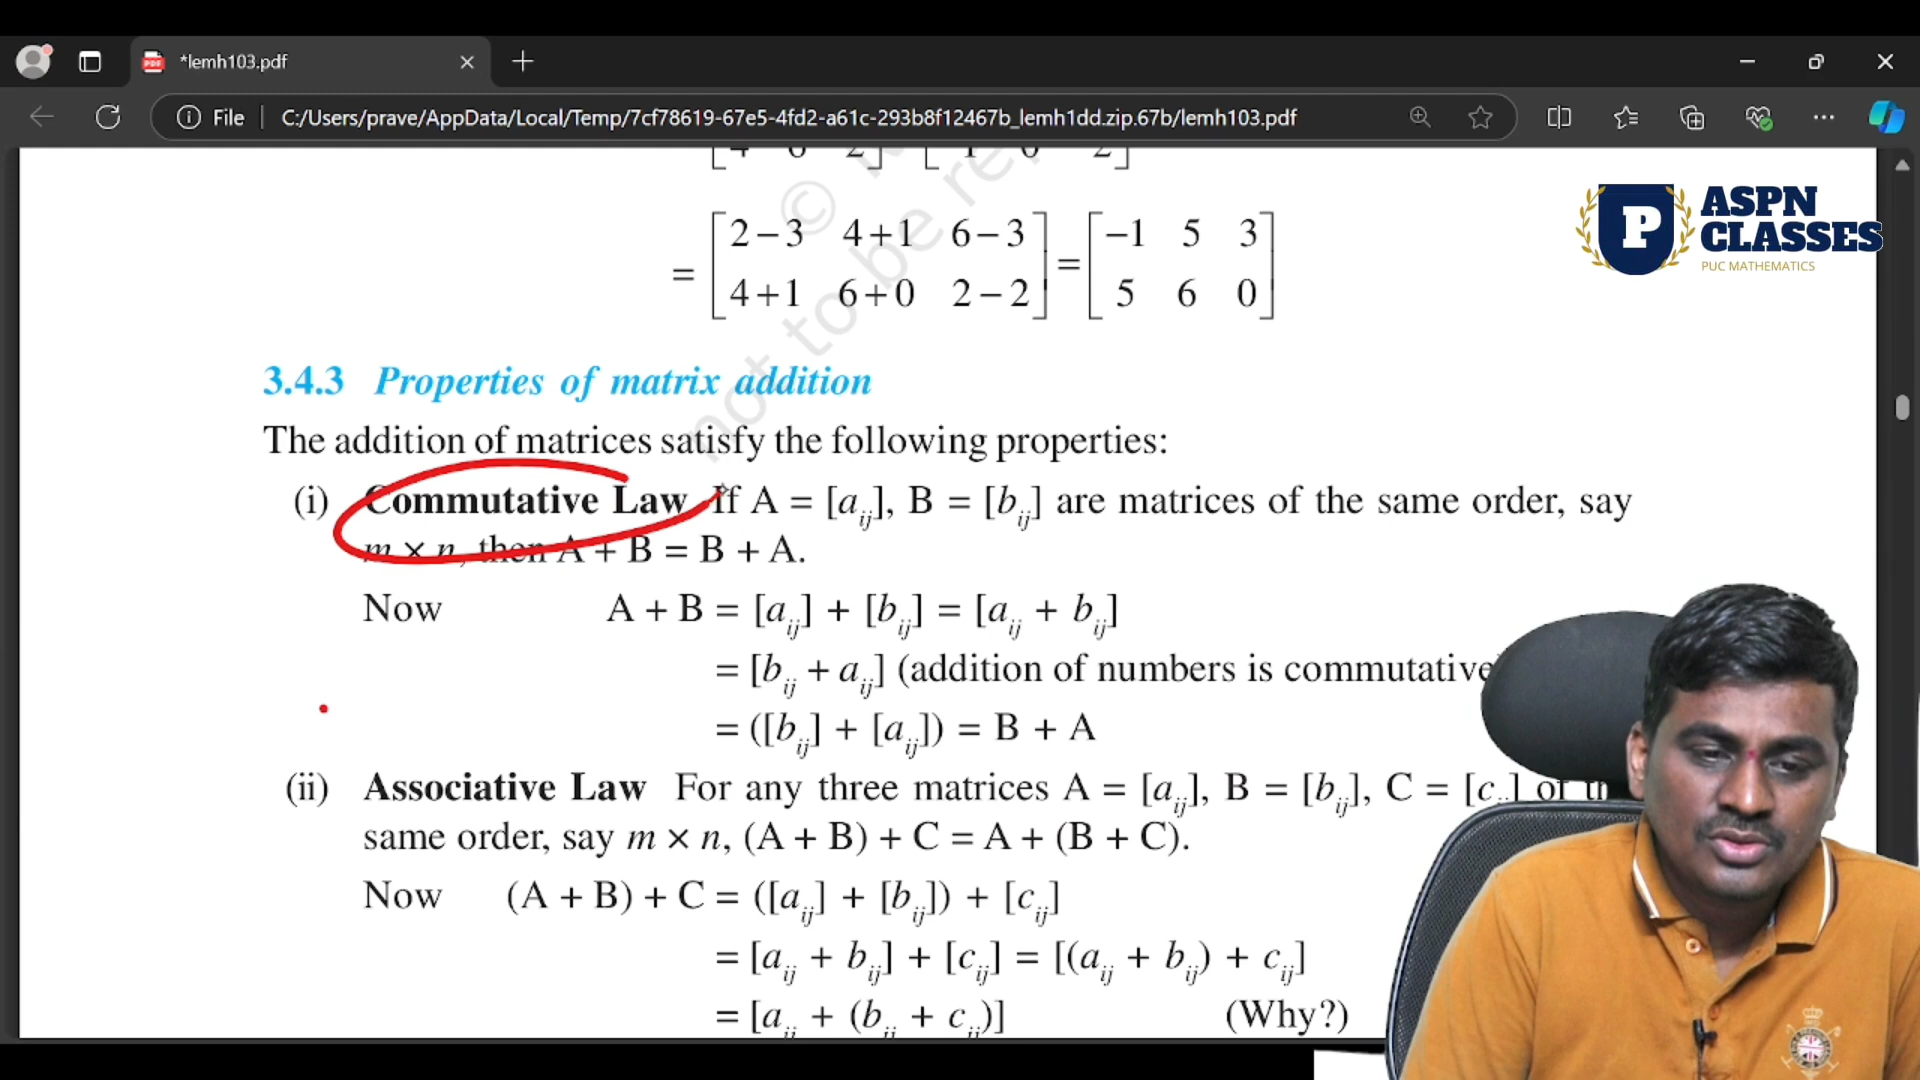 *lemh103.pdf
File | C:/Users/prave/AppData/Local/Temp/7cf78619-67e5-4fd2-a61c-293b8f12467b_lemh1dd.zip.67b/lemh103.pdf
P ASPN CLASSES
PUC MATHEMATICS
= [2−3 4+1 6−3] = [−1 5 3]
[4+1 6+0 2−2] [5 6 0]
©
not to be
3.4.3 Properties of matrix addition
The addition of matrices satisfy the following properties:
(i) Commutative Law If A = [aij], B = [bij] are matrices of the same order, say
m × n, then A + B = B + A.
Now A + B = [aij] + [bij] = [aij + bij]
= [bij + aij] (addition of numbers is commutative
= ([bij] + [aij]) = B + A
(ii) Associative Law For any three matrices A = [aij], B = [bij], C = [cij] of
same order, say m × n, (A + B) + C = A + (B + C).
Now (A + B) + C = ([aij] + [bij]) + [cij]
= [aij + bij] + [cij] = [(aij + bij) + cij]
= [aij + (bij + cij)] (Why?)